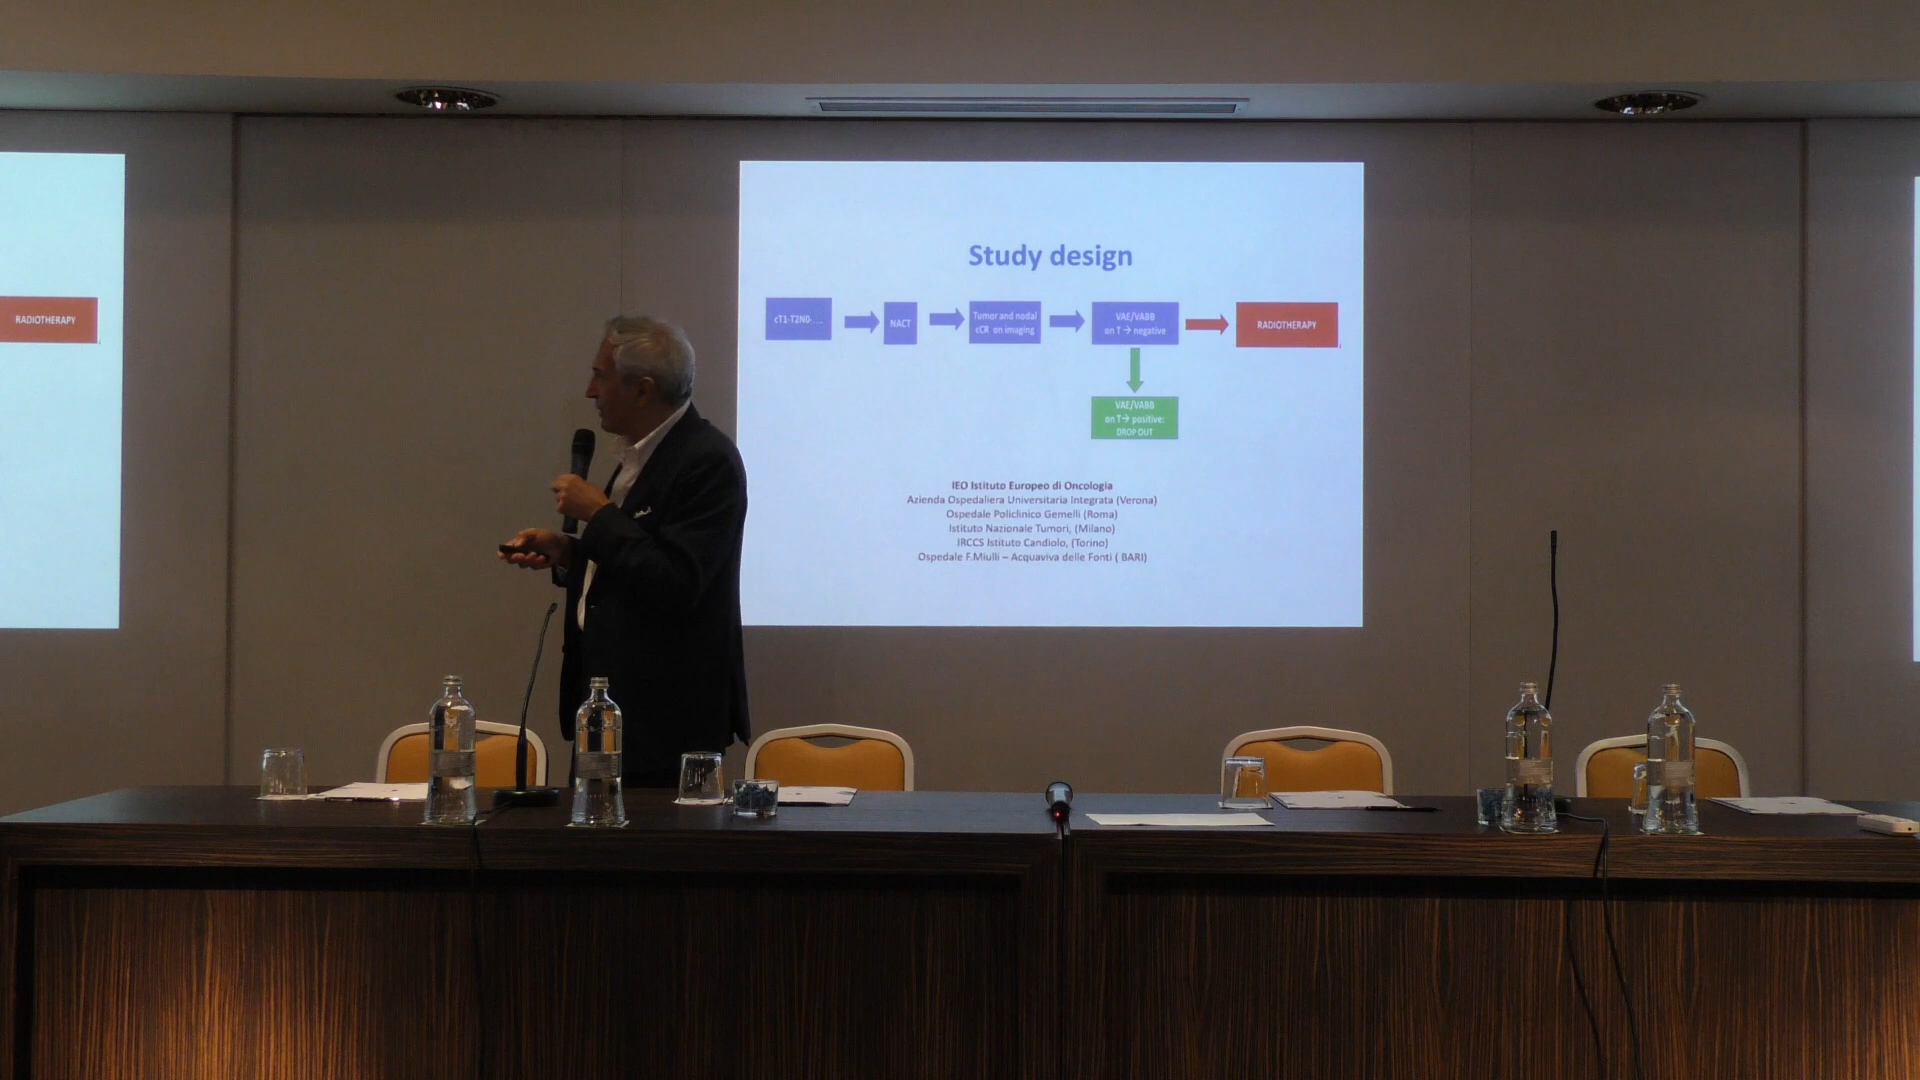 RADIOTHERAPY
Study design
cT1-T2N0-....
NACT
Tumor and nodal
cCR on imaging
VAE/VABB
on T → negative
RADIOTHERAPY
VAE/VABB
on T → positive:
DROP OUT
IEO Istituto Europeo di Oncologia
Azienda Ospedaliera Universitaria Integrata (Verona)
Ospedale Policlinico Gemelli (Roma)
Istituto Nazionale Tumori, (Milano)
IRCCS Istituto Candiolo, (Torino)
Ospedale F.Miulli – Acquaviva delle Fonti ( BARI)